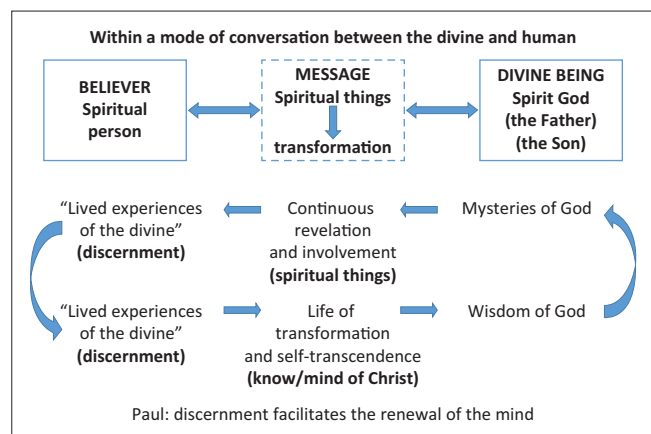 Within a mode of conversation between the divine and human
BELIEVER
Spiritual
person
MESSAGE
Spiritual things
transformation
DIVINE BEING
Spirit God
(the Father)
(the Son)
“Lived experiences
of the divine”
(discernment)
Continuous
revelation
and involvement
(spiritual things)
Mysteries of God
“Lived experiences
of the divine”
(discernment)
Life of
transformation
and self-transcendence
(know/mind of Christ)
Wisdom of God
Paul: discernment facilitates the renewal of the mind